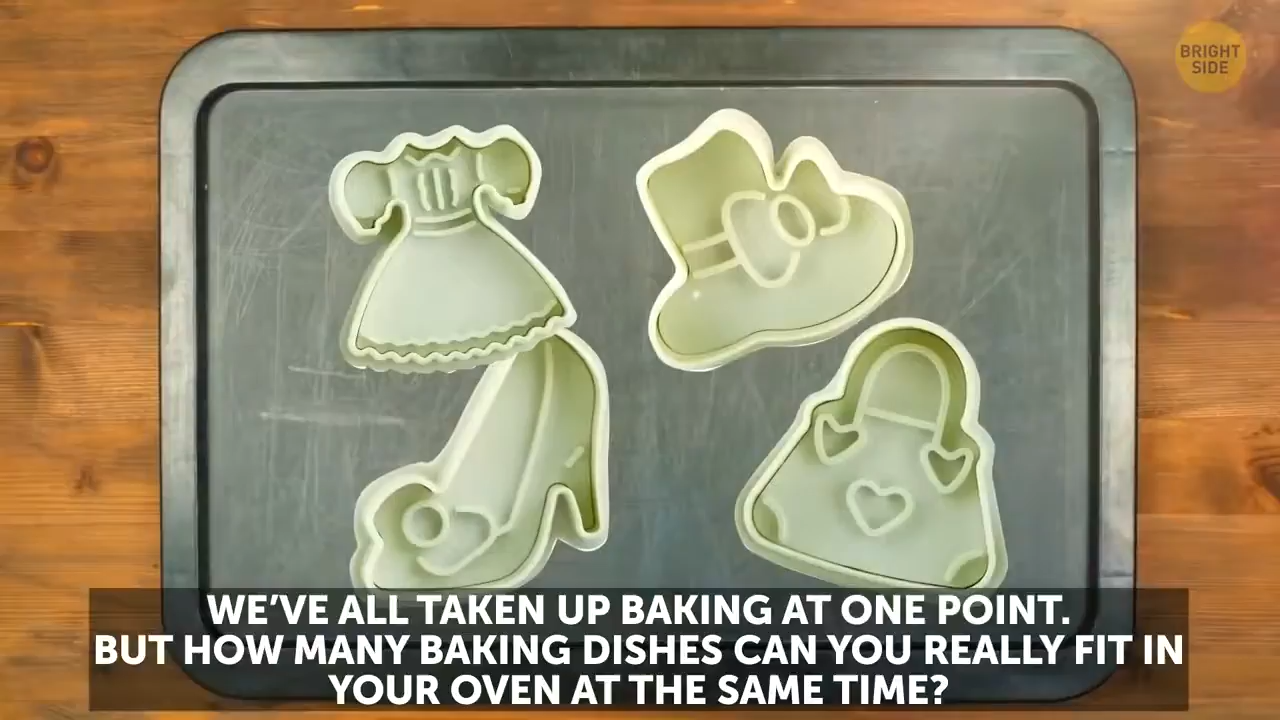 BRIGHT
SIDE
WE'VE ALL TAKEN UP BAKING AT ONE POINT.
BUT HOW MANY BAKING DISHES CAN YOU REALLY FIT IN
YOUR OVEN AT THE SAME TIME?